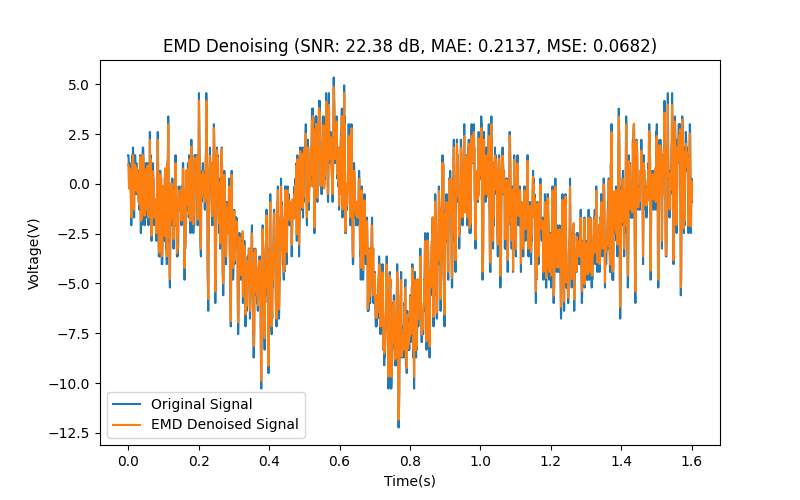 EMD Denoising (SNR: 22.38 dB, MAE: 0.2137, MSE: 0.0682)
5.0
2.5
0.0
−2.5
−5.0
−7.5
−10.0
−12.5
Voltage(V)
Original Signal
EMD Denoised Signal
0.0 0.2 0.4 0.6 0.8 1.0 1.2 1.4 1.6
Time(s)